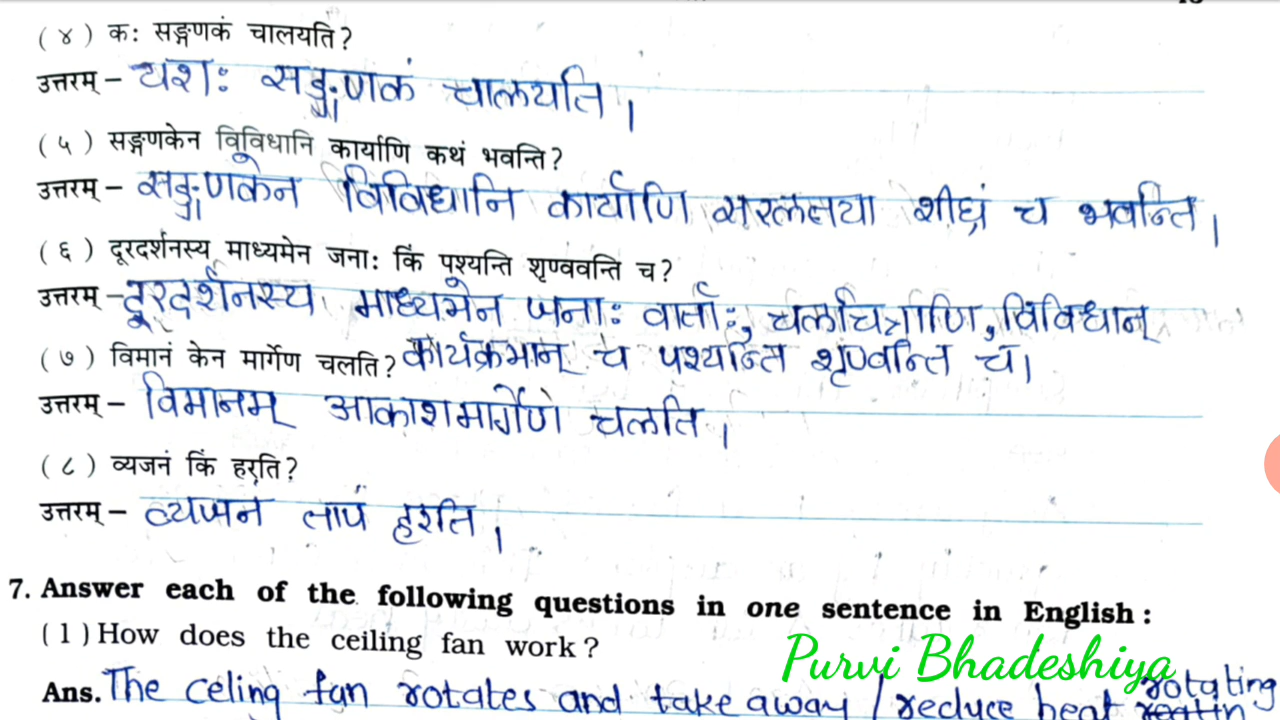 ( ४ ) कः सङ्गणकं चालयति?
उत्तरम् – यशः सङ्गणकं चालयति ।
( ५ ) सङ्गणकेन विविधानि कार्याणि कथं भवन्ति?
उत्तरम् – सङ्गणकेन विविधानि कार्याणि सरलतया शीघ्रं च भवन्ति ।
( ६ ) दूरदर्शनस्य माध्यमेन जनाः किं पश्यन्ति शृण्ववन्ति च?
उत्तरम् – दूरदर्शनस्य माध्यमेन जनाः वार्ताः, चलचित्राणि, विविधान्
( ७ ) विमानं केन मार्गेण चलति? कार्यक्रमान् च पश्यन्ति शृण्वन्ति च।
उत्तरम् – विमानम् आकाशमार्गेण चलति ।
( ८ ) व्यजनं किं हरति?
उत्तरम् – व्यजनं तापं हरति ।
7. Answer each of the following questions in one sentence in English :
( 1 ) How does the ceiling fan work ?
Purvi Bhadeshiya
rotating
Ans. The celing fan rotates and take away / reduce heat